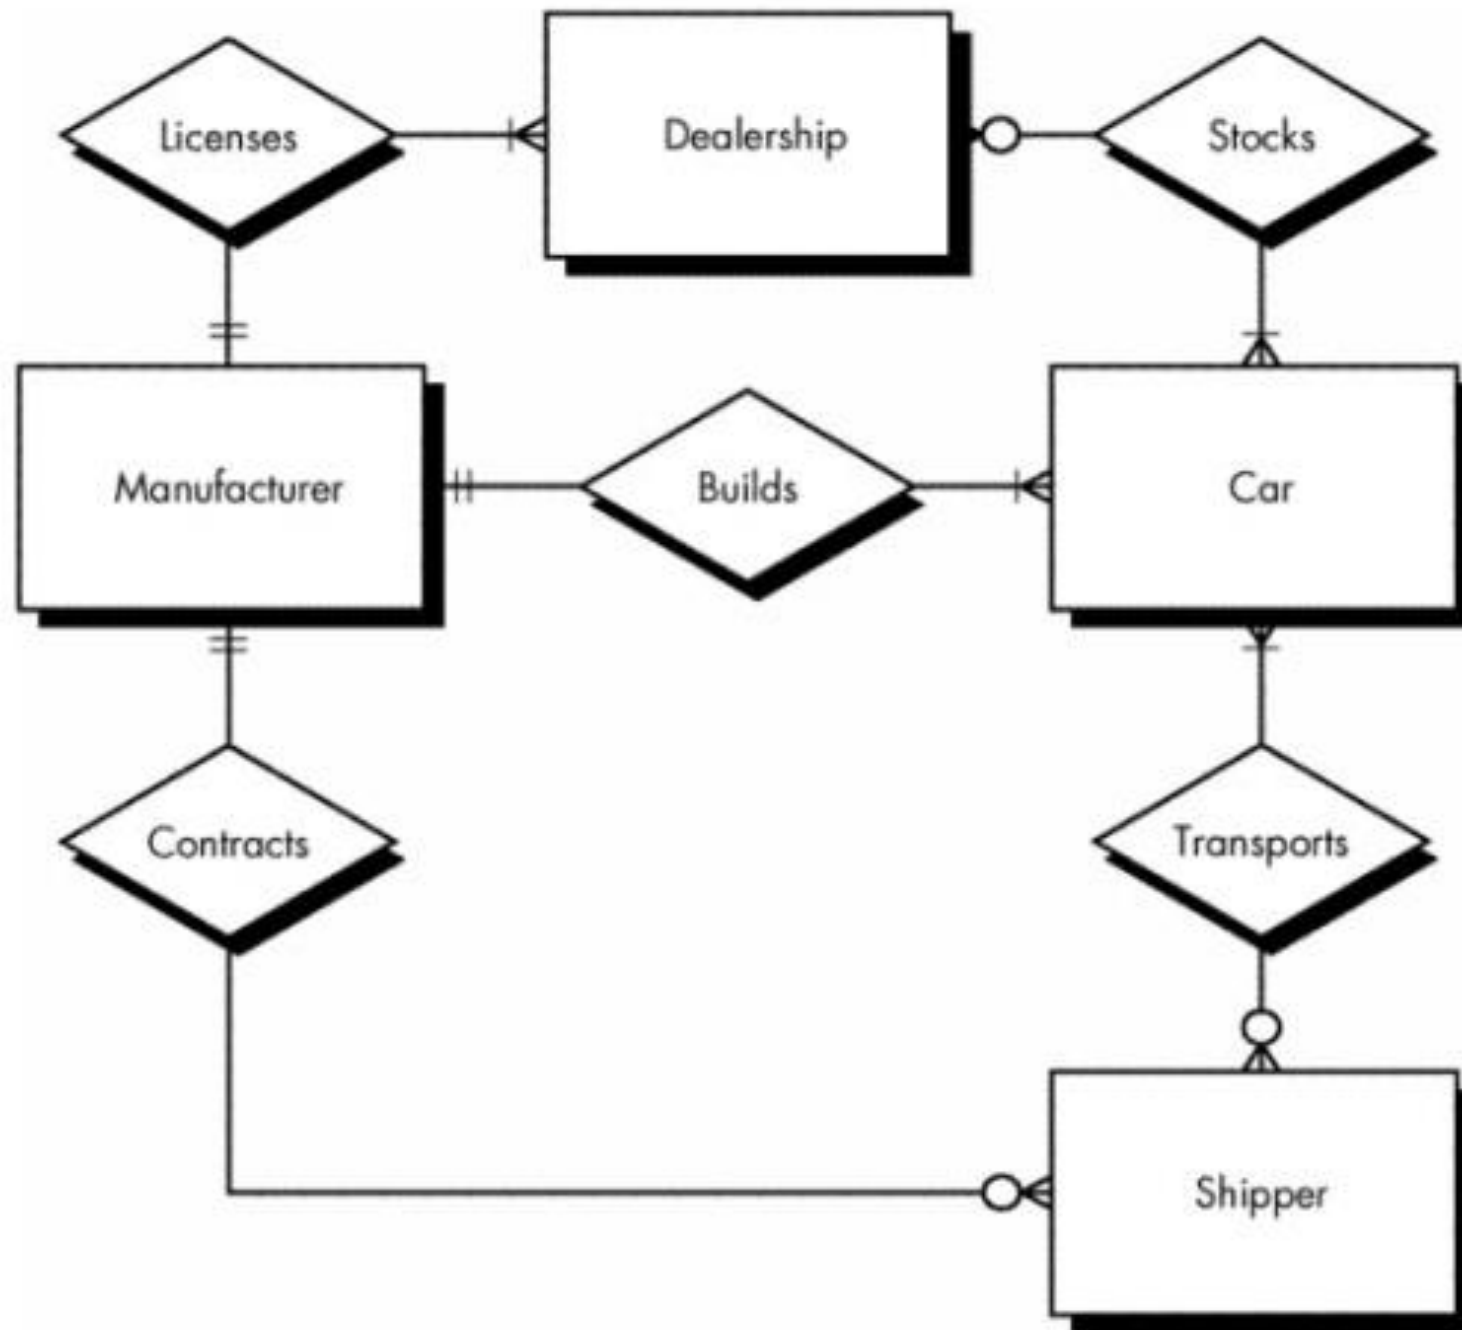 Licenses
Dealership
Stocks
Manufacturer
Builds
Car
Contracts
Transports
Shipper